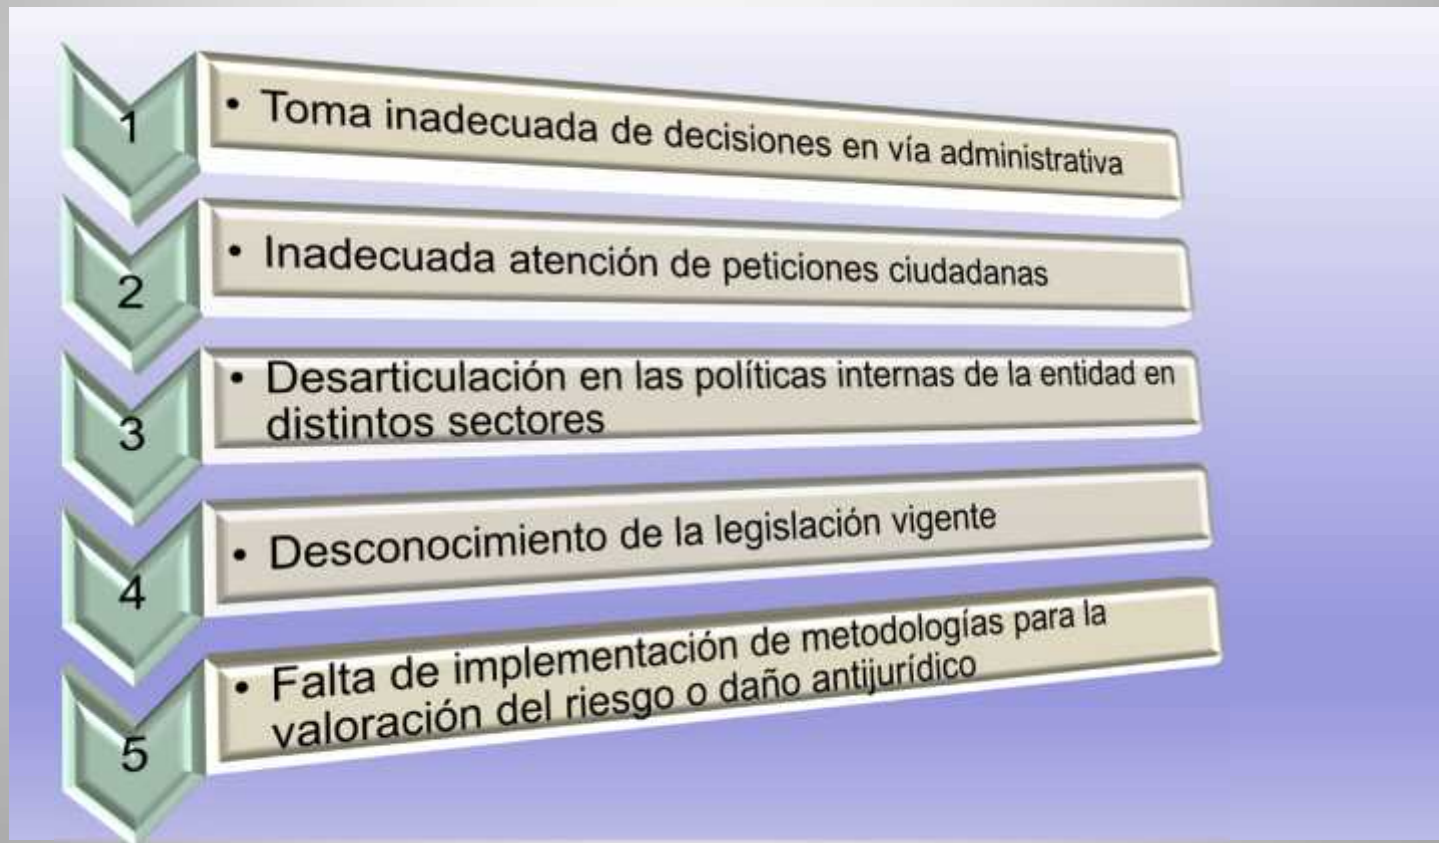 1
• Toma inadecuada de decisiones en vía administrativa
2
• Inadecuada atención de peticiones ciudadanas
3
• Desarticulación en las políticas internas de la entidad en
distintos sectores
4
• Desconocimiento de la legislación vigente
5
• Falta de implementación de metodologías para la
valoración del riesgo o daño antijurídico